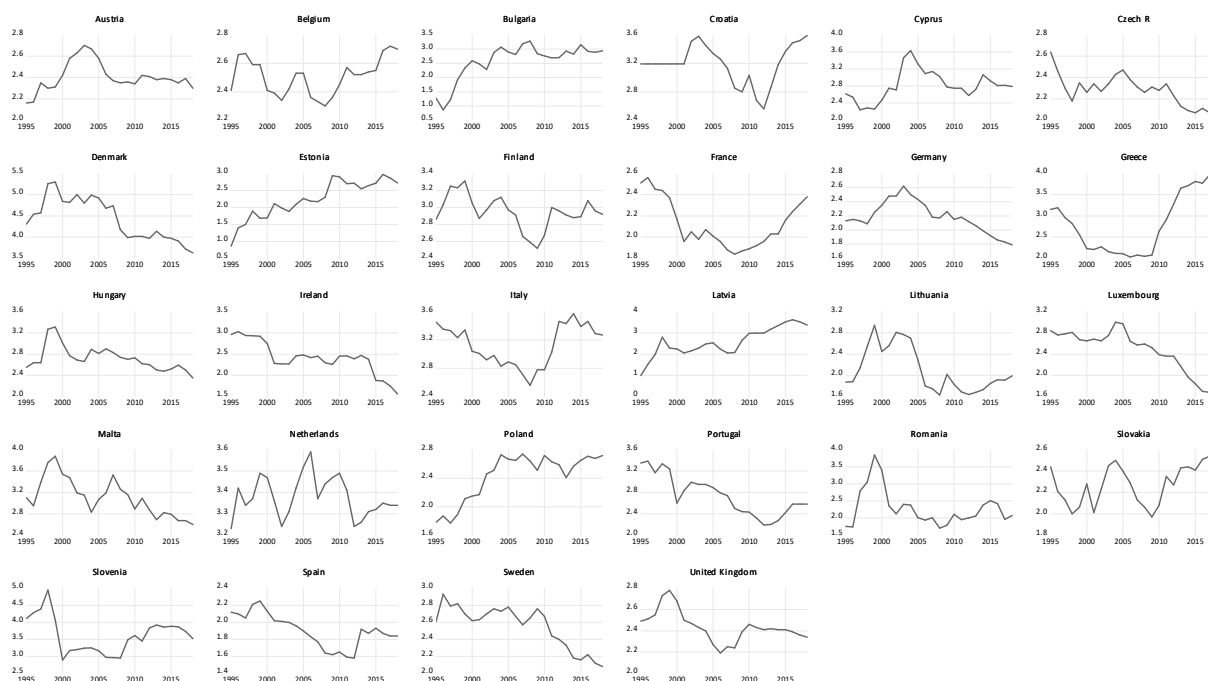 Austria
2.8
2.6
2.4
2.2
2.0
1995 2000 2005 2010 2015
Belgium
2.8
2.6
2.4
2.2
1995 2000 2005 2010 2015
Bulgaria
3.5
3.0
2.5
2.0
1.5
1.0
0.5
1995 2000 2005 2010 2015
Croatia
3.6
3.2
2.8
2.4
1995 2000 2005 2010 2015
Cyprus
4.0
3.6
3.2
2.8
2.4
2.0
1995 2000 2005 2010 2015
Czech R
2.8
2.6
2.4
2.2
2.0
1995 2000 2005 2010 2015
Denmark
5.5
5.0
4.5
4.0
3.5
1995 2000 2005 2010 2015
Estonia
3.0
2.5
2.0
1.5
1.0
0.5
1995 2000 2005 2010 2015
Finland
3.4
3.2
3.0
2.8
2.6
2.4
1995 2000 2005 2010 2015
France
2.6
2.4
2.2
2.0
1.8
1995 2000 2005 2010 2015
Germany
2.8
2.6
2.4
2.2
2.0
1.8
1.6
1995 2000 2005 2010 2015
Greece
4.0
3.5
3.0
2.5
2.0
1995 2000 2005 2010 2015
Hungary
3.6
3.2
2.8
2.4
2.0
1995 2000 2005 2010 2015
Ireland
3.5
3.0
2.5
2.0
1.5
1995 2000 2005 2010 2015
Italy
3.6
3.2
2.8
2.4
1995 2000 2005 2010 2015
Latvia
4
3
2
1
0
1995 2000 2005 2010 2015
Lithuania
3.2
2.8
2.4
2.0
1.6
1995 2000 2005 2010 2015
Luxembourg
3.2
2.8
2.4
2.0
1.6
1995 2000 2005 2010 2015
Malta
4.0
3.6
3.2
2.8
2.4
1995 2000 2005 2010 2015
Netherlands
3.6
3.5
3.4
3.3
3.2
1995 2000 2005 2010 2015
Poland
2.8
2.4
2.0
1.6
1995 2000 2005 2010 2015
Portugal
3.6
3.2
2.8
2.4
2.0
1995 2000 2005 2010 2015
Romania
4.0
3.5
3.0
2.5
2.0
1.5
1995 2000 2005 2010 2015
Slovakia
2.6
2.4
2.2
2.0
1.8
1995 2000 2005 2010 2015
Slovenia
5.0
4.5
4.0
3.5
3.0
2.5
1995 2000 2005 2010 2015
Spain
2.4
2.2
2.0
1.8
1.6
1.4
1995 2000 2005 2010 2015
Sweden
3.0
2.8
2.6
2.4
2.2
2.0
1995 2000 2005 2010 2015
United Kingdom
2.8
2.6
2.4
2.2
2.0
1995 2000 2005 2010 2015